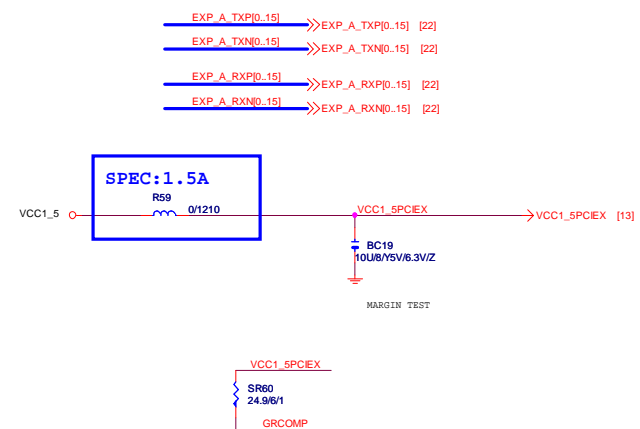 EXP_A_TXP[0..15] EXP_A_TXP[0..15] [22]
EXP_A_TXN[0..15] EXP_A_TXN[0..15] [22]
EXP_A_RXP[0..15] EXP_A_RXP[0..15] [22]
EXP_A_RXN[0..15] EXP_A_RXN[0..15] [22]
SPEC:1.5A
R59
VCC1_5 0/1210 VCC1_5PCIEX VCC1_5PCIEX [13]
BC19
10U/8/Y5V/6.3V/Z
MARGIN TEST
VCC1_5PCIEX
SR60
24.9/6/1
GRCOMP